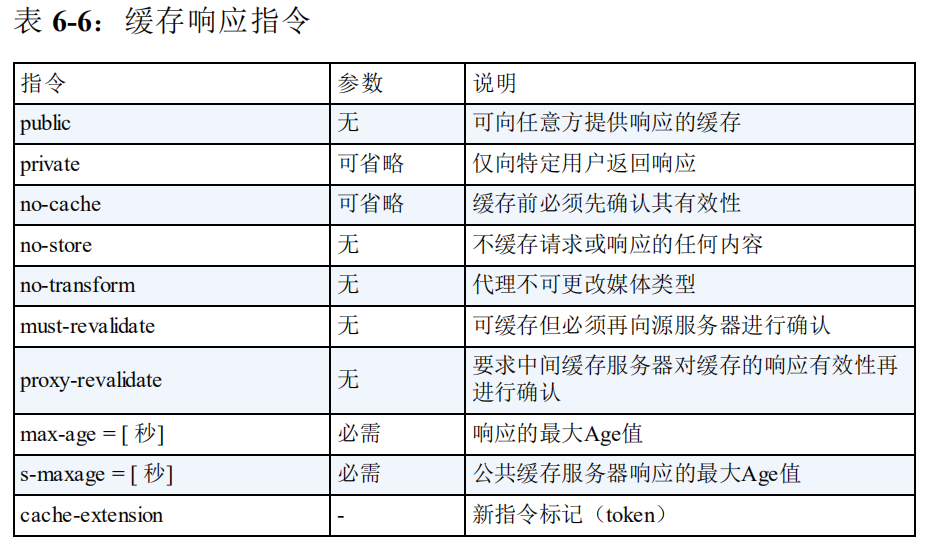 表 6-6：缓存响应指令
指令 参数 说明
public 无 可向任意方提供响应的缓存
private 可省略 仅向特定用户返回响应
no-cache 可省略 缓存前必须先确认其有效性
no-store 无 不缓存请求或响应的任何内容
no-transform 无 代理不可更改媒体类型
must-revalidate 无 可缓存但必须再向源服务器进行确认
proxy-revalidate 无 要求中间缓存服务器对缓存的响应有效性再
进行确认
max-age = [ 秒] 必需 响应的最大Age值
s-maxage = [ 秒] 必需 公共缓存服务器响应的最大Age值
cache-extension - 新指令标记（token）